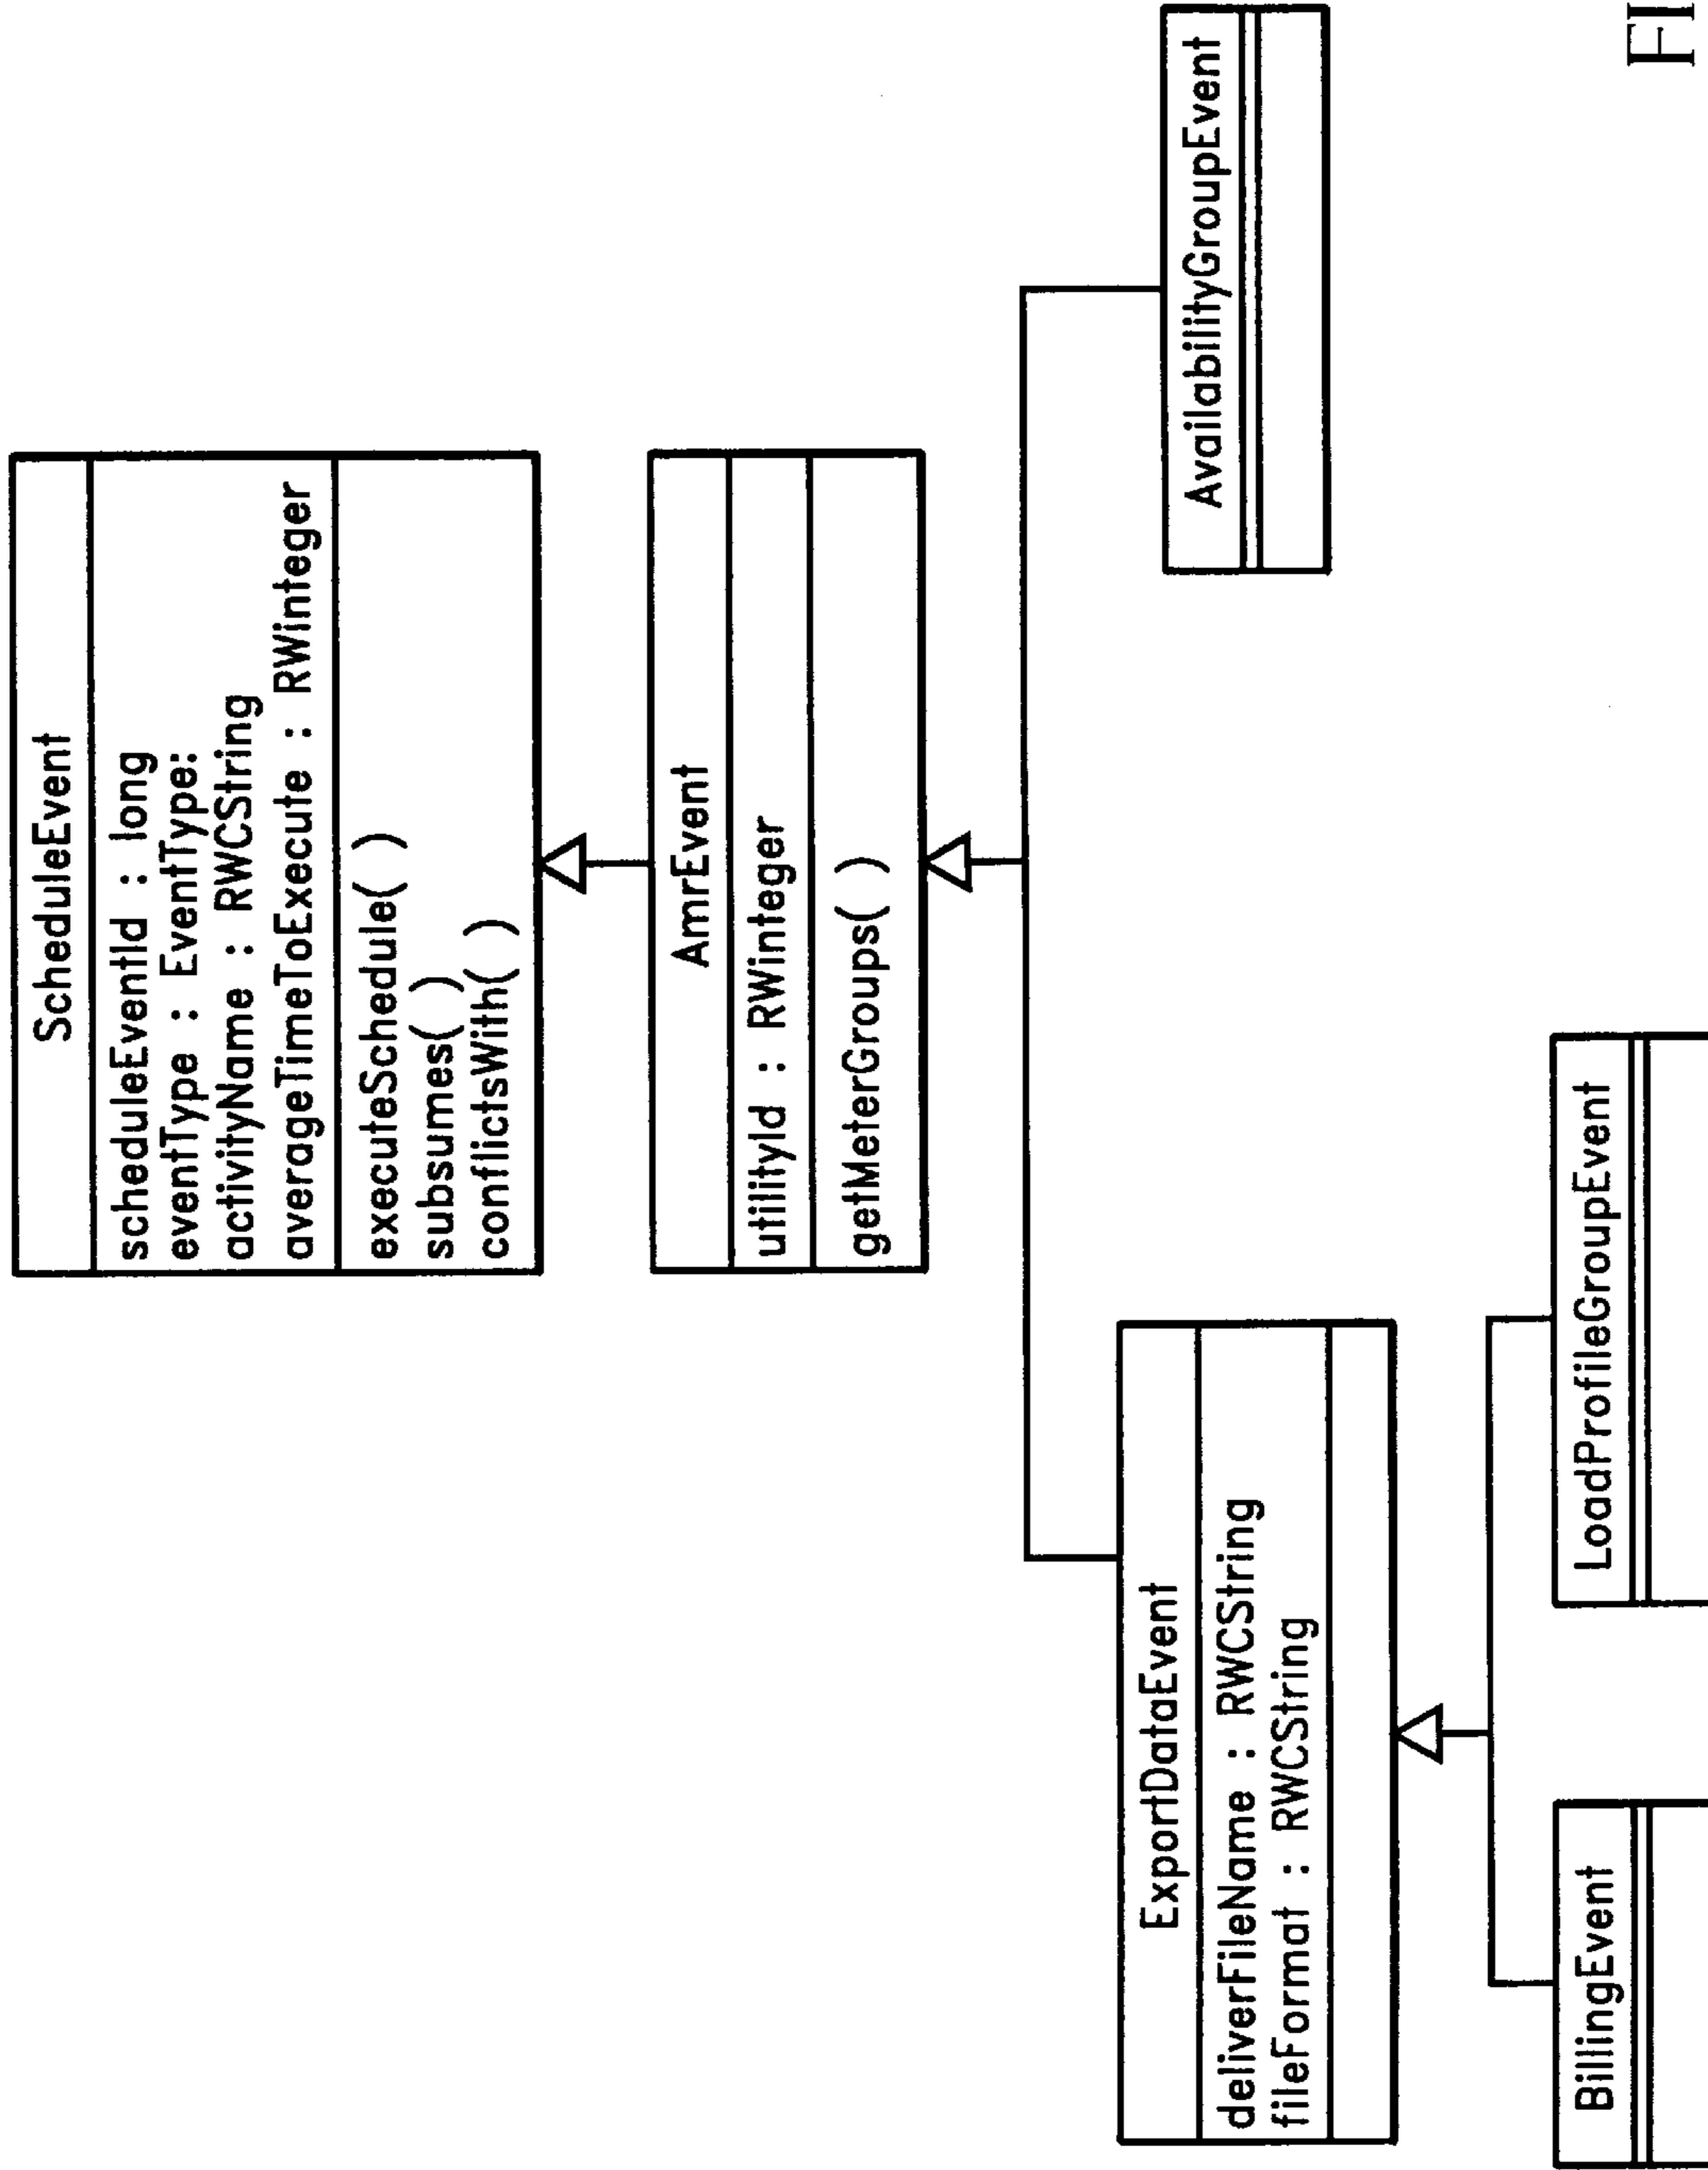 ScheduleEvent
scheduleEventId : long
eventType : EventType:
activityName : RWCString
averageTimeToExecute : RWinteger
executeSchedule( )
subsumes( )
conflictsWith( )
AmrEvent
utilityId : RWinteger
getMeterGroups( )
ExportDataEvent
deliverFileName : RWCString
fileFormat : RWCString
AvailabilityGroupEvent
BillingEvent
LoadProfileGroupEvent
FI